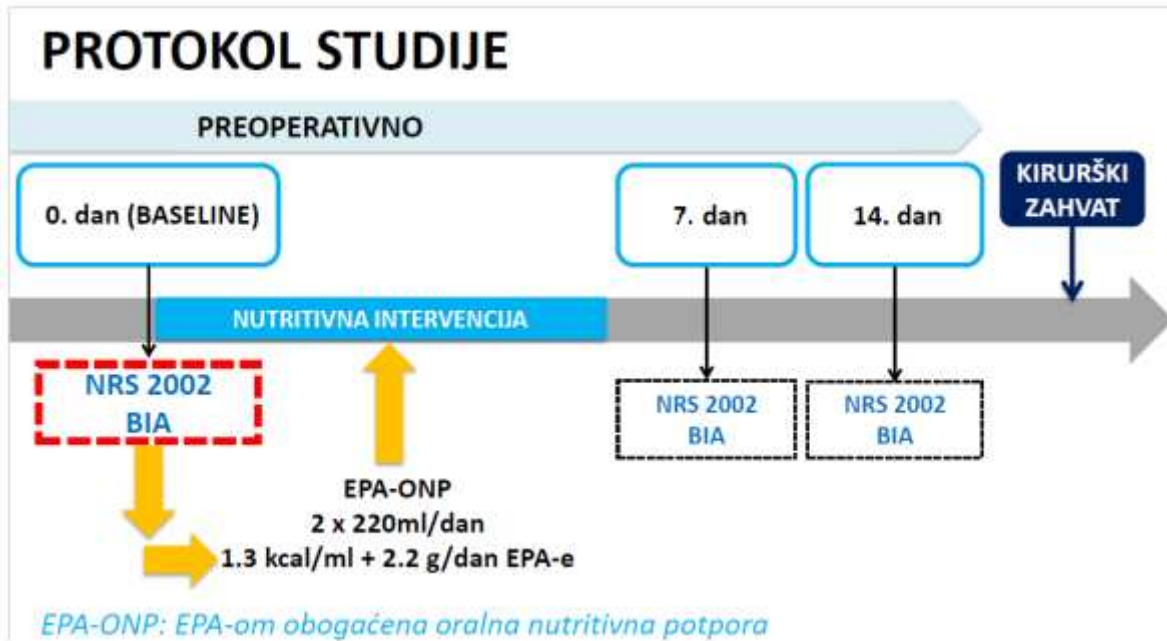 PROTOKOL STUDIJE
PREOPERATIVNO
0. dan (BASELINE)
7. dan
14. dan
KIRURŠKI
ZAHVAT
NUTRITIVNA INTERVENCIJA
NRS 2002
BIA
NRS 2002
BIA
NRS 2002
BIA
EPA-ONP
2 x 220ml/dan
1.3 kcal/ml + 2.2 g/dan EPA-e
EPA-ONP: EPA-om obogaćena oralna nutritivna potpora